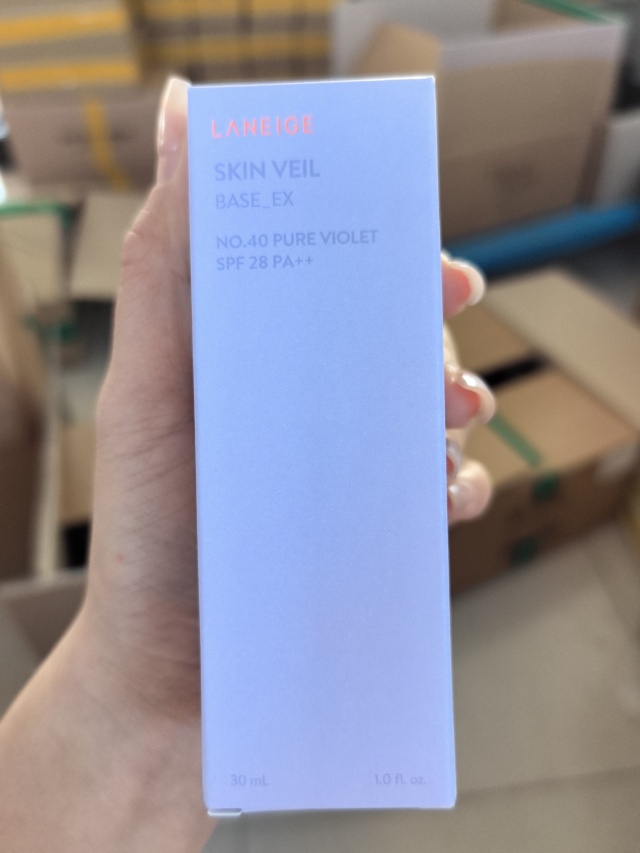 LANEIGE
SKIN VEIL
BASE_EX
NO.40 PURE VIOLET
SPF 28 PA++
30 mL 1.0 fl. oz.